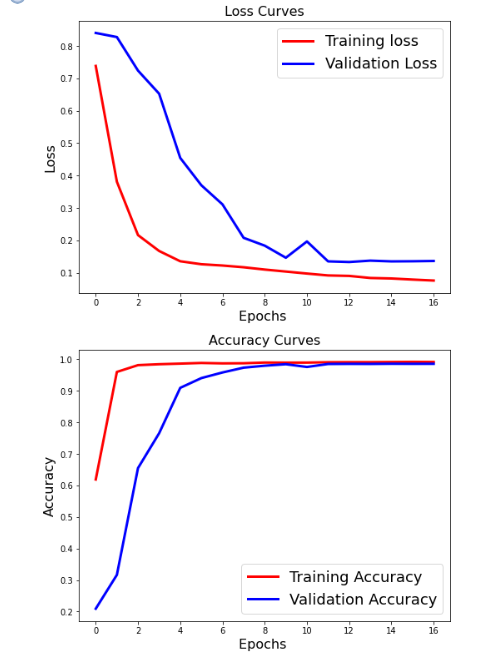 Loss Curves
Training loss
Validation Loss
0.8
0.7
0.6
0.5
0.4
0.3
0.2
0.1
Loss
0 2 4 6 8 10 12 14 16
Epochs
Accuracy Curves
1.0
0.9
0.8
0.7
0.6
0.5
0.4
0.3
0.2
Accuracy
Training Accuracy
Validation Accuracy
0 2 4 6 8 10 12 14 16
Epochs